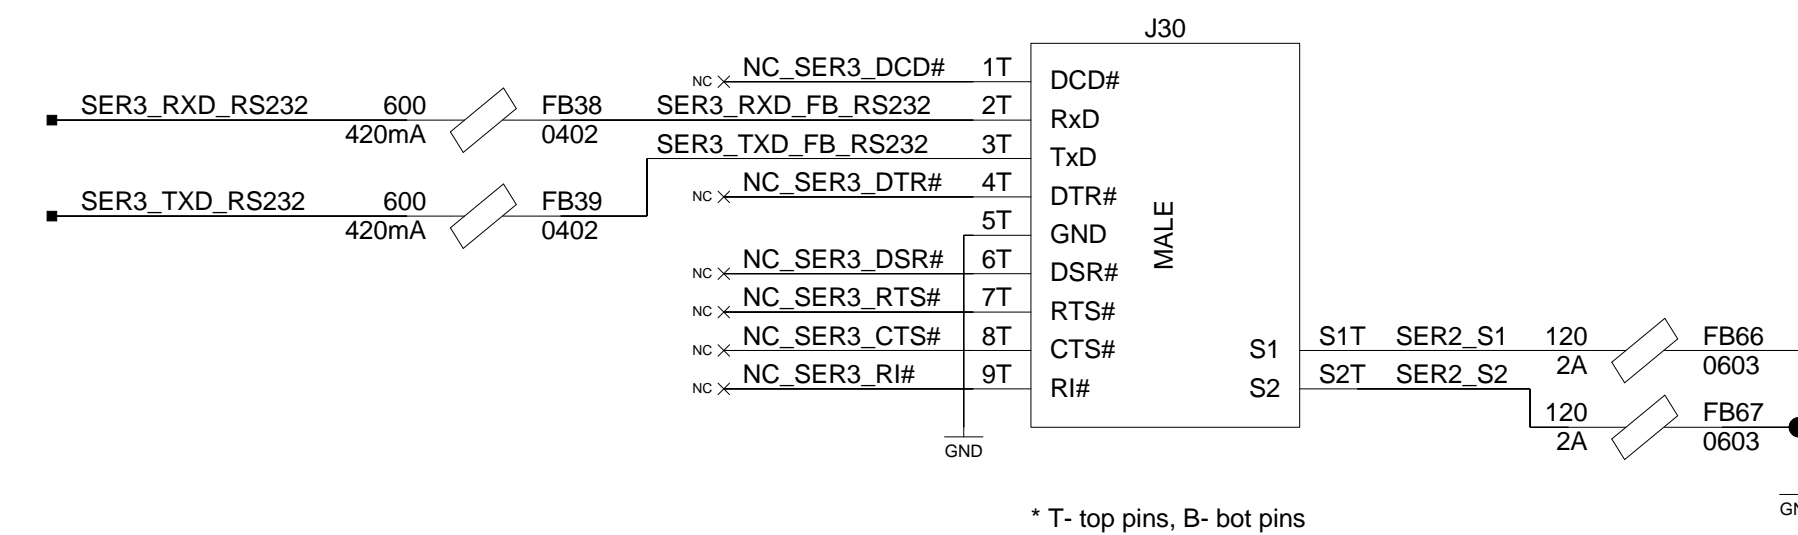 J30
NC NC_SER3_DCD# 1T DCD#
SER3_RXD_RS232 600 420mA FB38 0402 SER3_RXD_FB_RS232 2T RxD
SER3_TXD_FB_RS232 3T TxD
NC NC_SER3_DTR# 4T DTR#
SER3_TXD_RS232 600 420mA FB39 0402
5T GND
MALE
NC NC_SER3_DSR# 6T DSR#
NC NC_SER3_RTS# 7T RTS#
NC NC_SER3_CTS# 8T CTS# S1 S1T SER2_S1 120 2A FB66 0603
NC NC_SER3_RI# 9T RI# S2 S2T SER2_S2
120 2A FB67 0603
GND
* T- top pins, B- bot pins